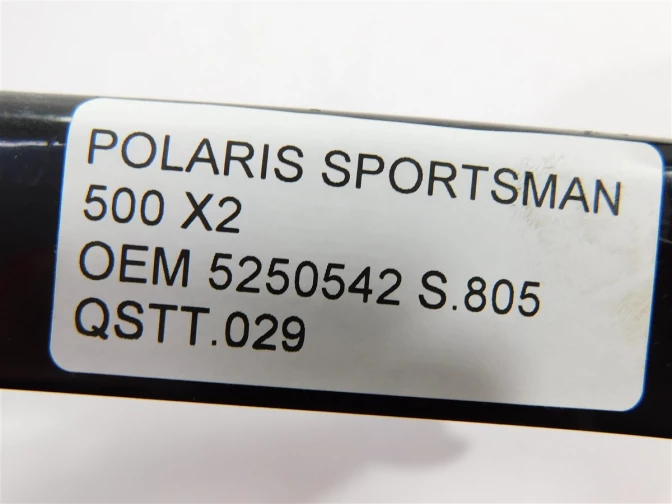 POLARIS SPORTSMAN
500 X2
OEM 5250542 S.805
QSTT.029